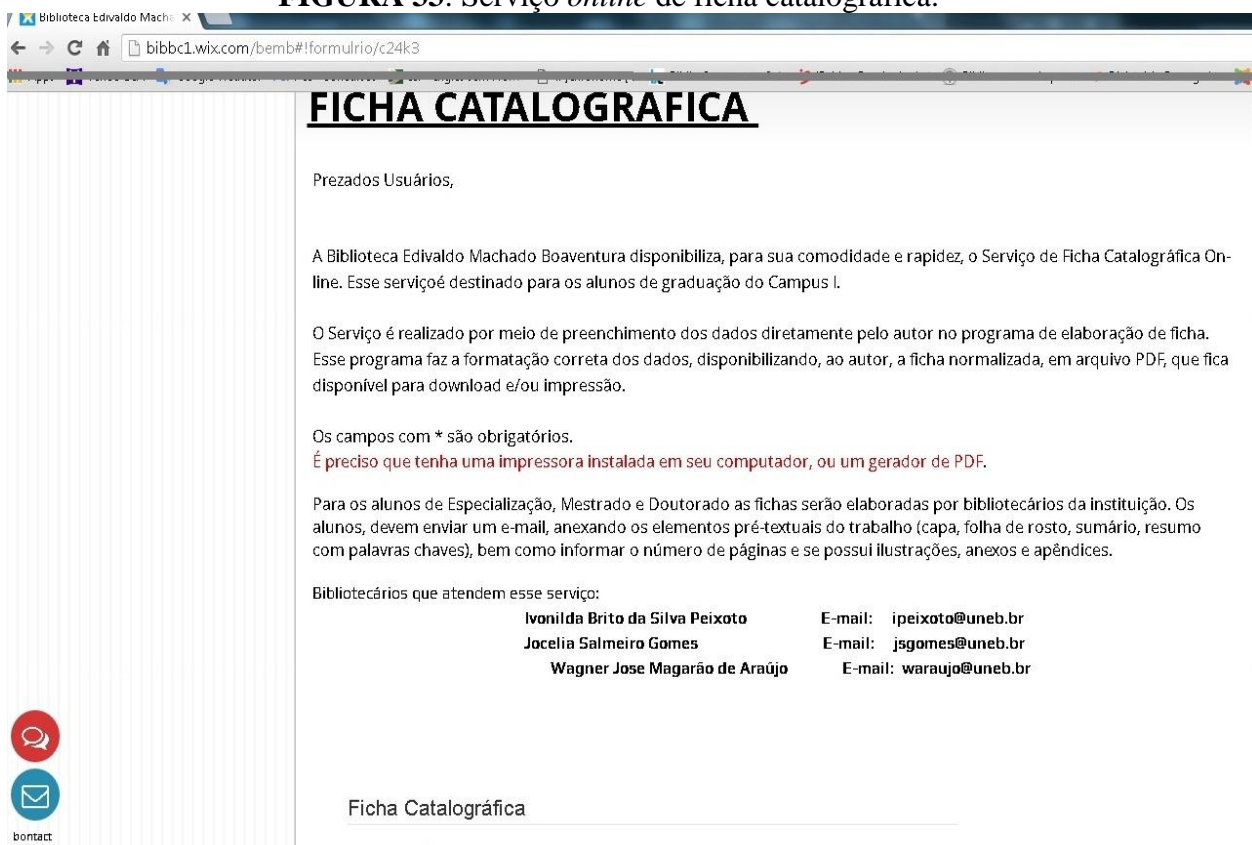 FIGURA 33. Serviço online de ficha catalográfica.
Biblioteca Edivaldo Macha
bibbc1.wix.com/bemb#!formulrio/c24k3
FICHA CATALOGRAFICA
Prezados Usuários,
A Biblioteca Edivaldo Machado Boaventura disponibiliza, para sua comodidade e rapidez, o Serviço de Ficha Catalográfica On-
line. Esse serviçoé destinado para os alunos de graduação do Campus I.
O Serviço é realizado por meio de preenchimento dos dados diretamente pelo autor no programa de elaboração de ficha.
Esse programa faz a formatação correta dos dados, disponibilizando, ao autor, a ficha normalizada, em arquivo PDF, que fica
disponível para download e/ou impressão.
Os campos com * são obrigatórios.
É preciso que tenha uma impressora instalada em seu computador, ou um gerador de PDF.
Para os alunos de Especialização, Mestrado e Doutorado as fichas serão elaboradas por bibliotecários da instituição. Os
alunos, devem enviar um e-mail, anexando os elementos pré-textuais do trabalho (capa, folha de rosto, sumário, resumo
com palavras chaves), bem como informar o número de páginas e se possui ilustrações, anexos e apêndices.
Bibliotecários que atendem esse serviço:
Ivonilda Brito da Silva Peixoto E-mail: ipeixoto@uneb.br
Jocelia Salmeiro Gomes E-mail: jsgomes@uneb.br
Wagner Jose Magarão de Araújo E-mail: waraujo@uneb.br
bontact
Ficha Catalográfica